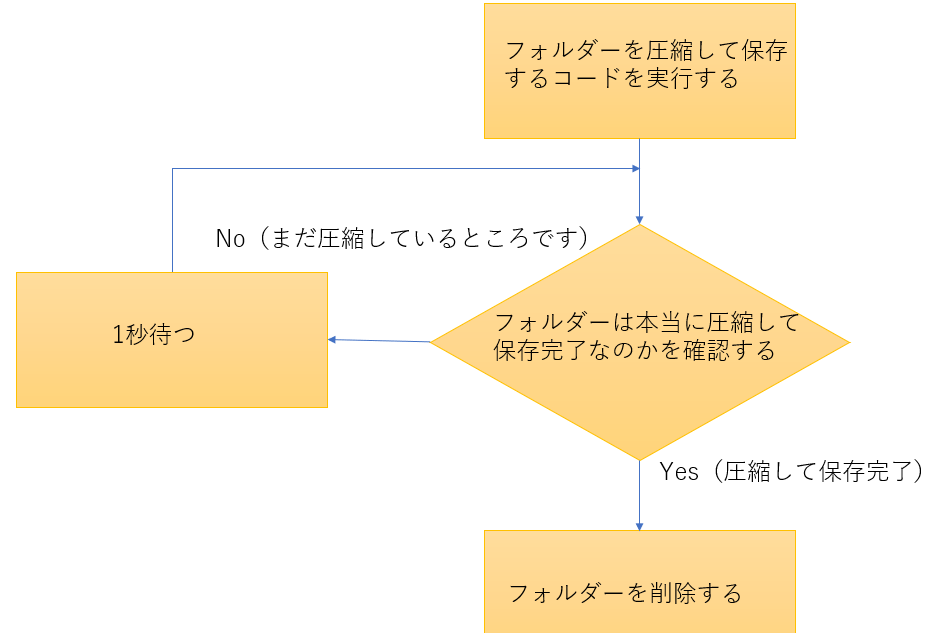 フォルダーを圧縮して保存
するコードを実行する
No（まだ圧縮しているところです）
1秒待つ
フォルダーは本当に圧縮して
保存完了なのかを確認する
Yes（圧縮して保存完了）
フォルダーを削除する